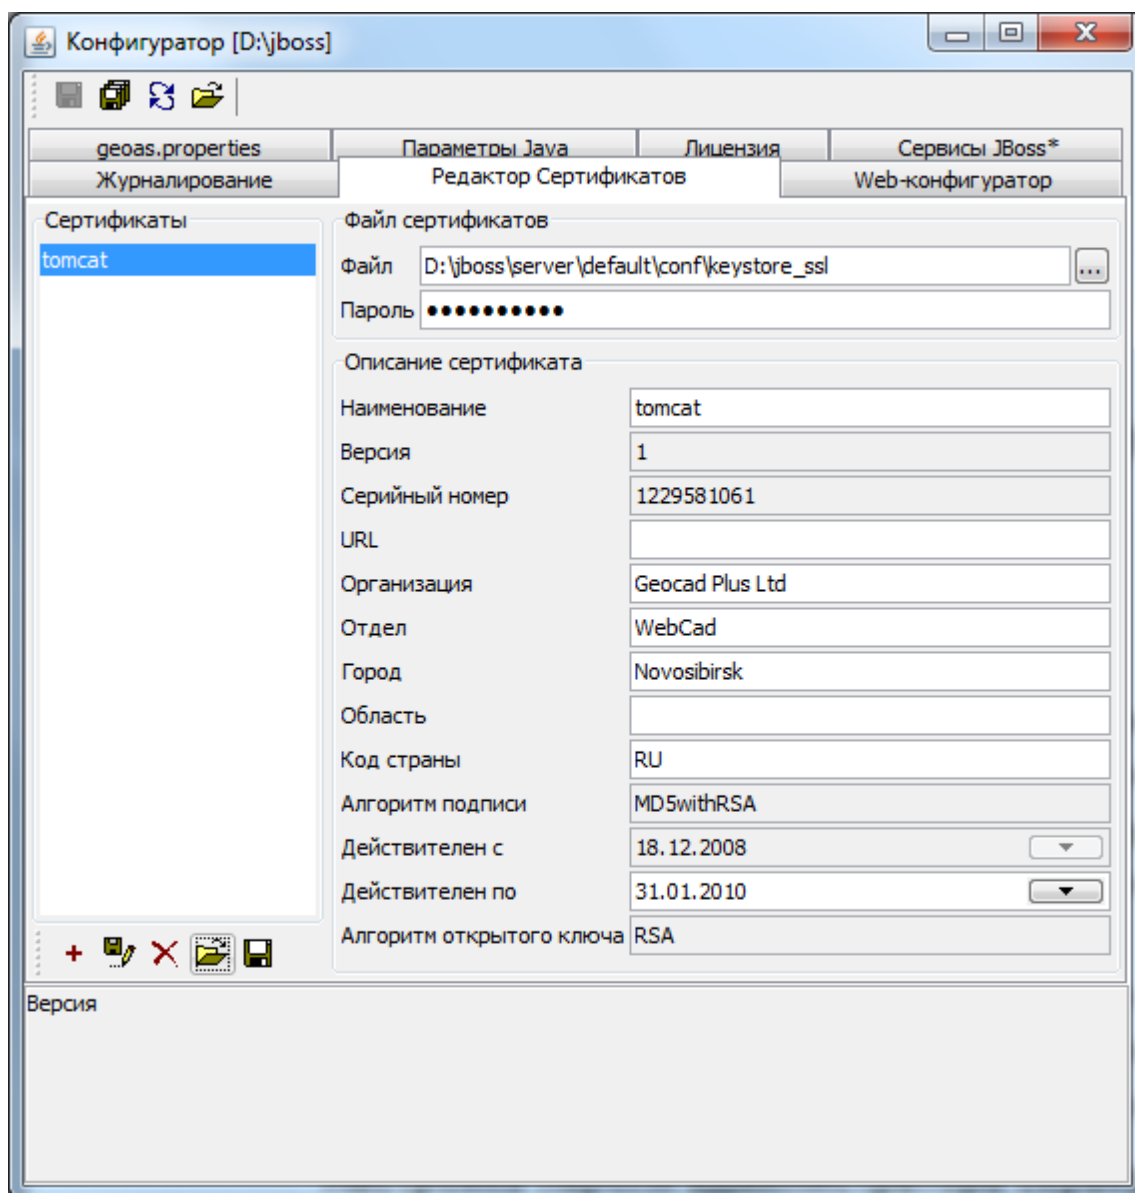 Конфигуратор [D:\jboss]
geoas.properties Параметры Java Лицензия Сервисы JBoss*
Журналирование Редактор Сертификатов Web-конфигуратор
Сертификаты
tomcat
Файл сертификатов
Файл D:\jboss\server\default\conf\keystore_ssl ...
Пароль ●●●●●●●●●●
Описание сертификата
Наименование tomcat
Версия 1
Серийный номер 1229581061
URL
Организация Geocad Plus Ltd
Отдел WebCad
Город Novosibirsk
Область
Код страны RU
Алгоритм подписи MD5withRSA
Действителен с 18.12.2008
Действителен по 31.01.2010
Алгоритм открытого ключа RSA
Версия